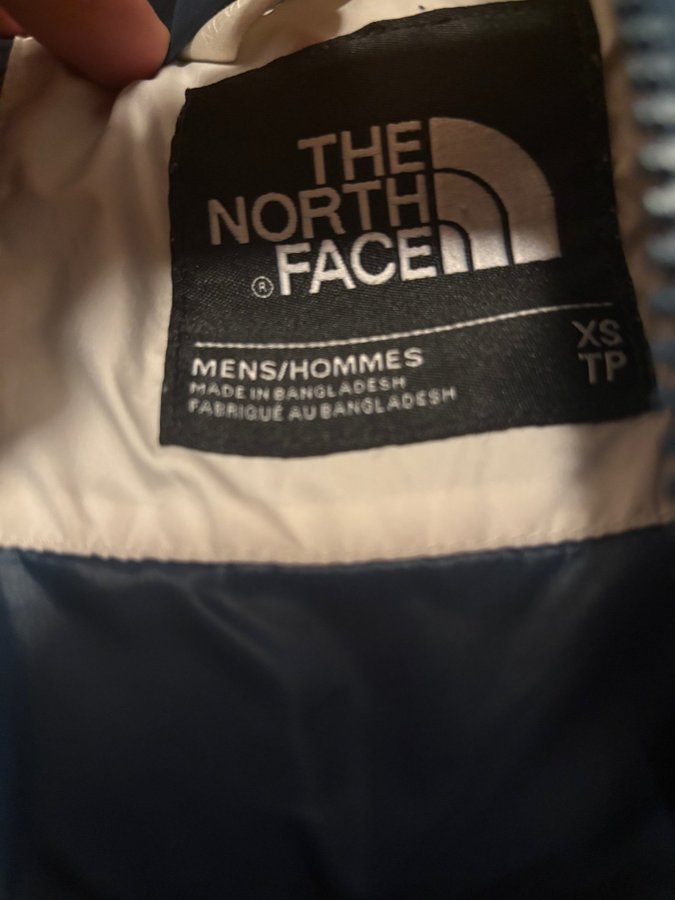 THE
NORTH
FACE
®
XS
TP
MENS/HOMMES
MADE IN BANGLADESH
FABRIQUÉ AU BANGLADESH